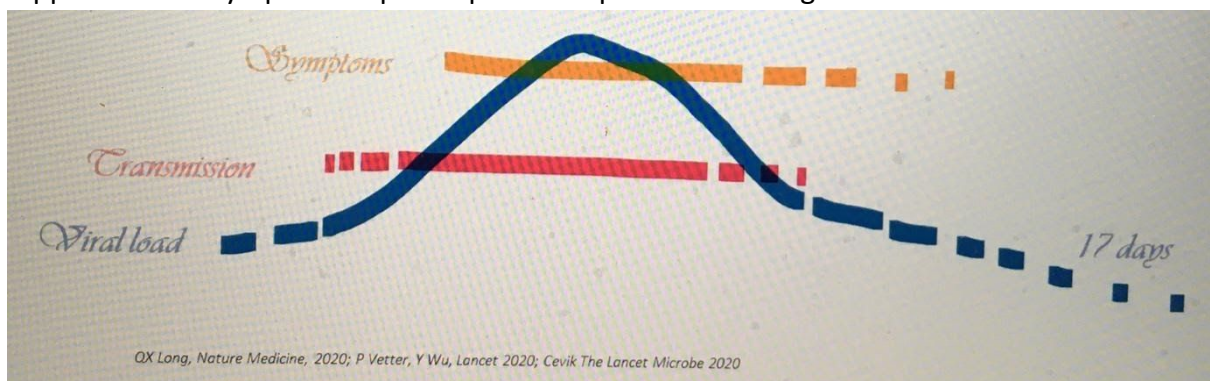 Symptoms
Transmission
Viral load
17 days
QX Long, Nature Medicine, 2020; P Vetter, Y Wu, Lancet 2020; Cevik The Lancet Microbe 2020